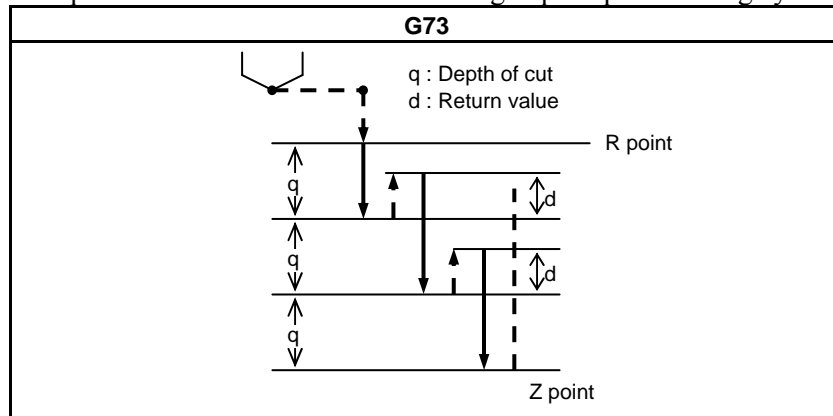 G73
q : Depth of cut
d : Return value
R point
q
d
q
d
q
Z point